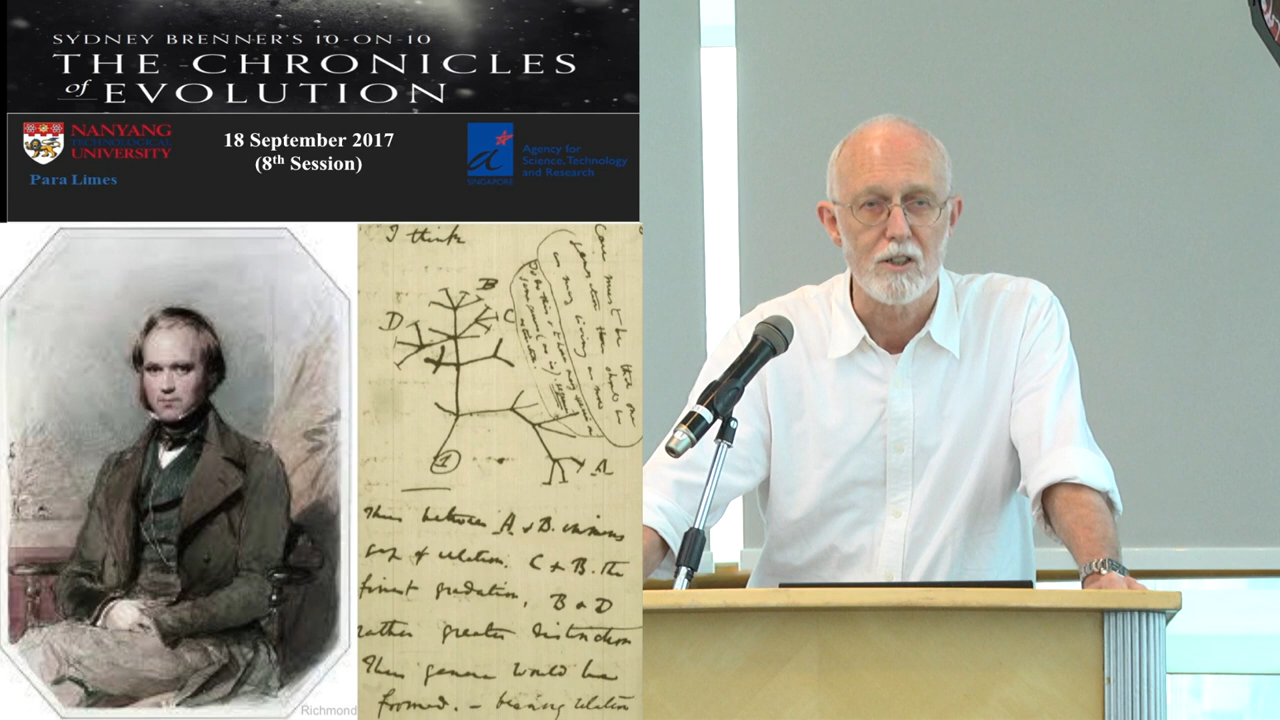 SYDNEY BRENNER'S 10-ON-10
THE CHRONICLES
of EVOLUTION
NANYANG
TECHNOLOGICAL
UNIVERSITY
Para Limes
18 September 2017
(8th Session)
Agency for
Science, Technology
and Research
SINGAPORE
I think
B
D
C
A
1
Thus between A & B. immens
gap of relation. C & B. the
finest gradation, B & D
rather greater distinction
Thus genera would be
formed. — bearing relation
Richmond